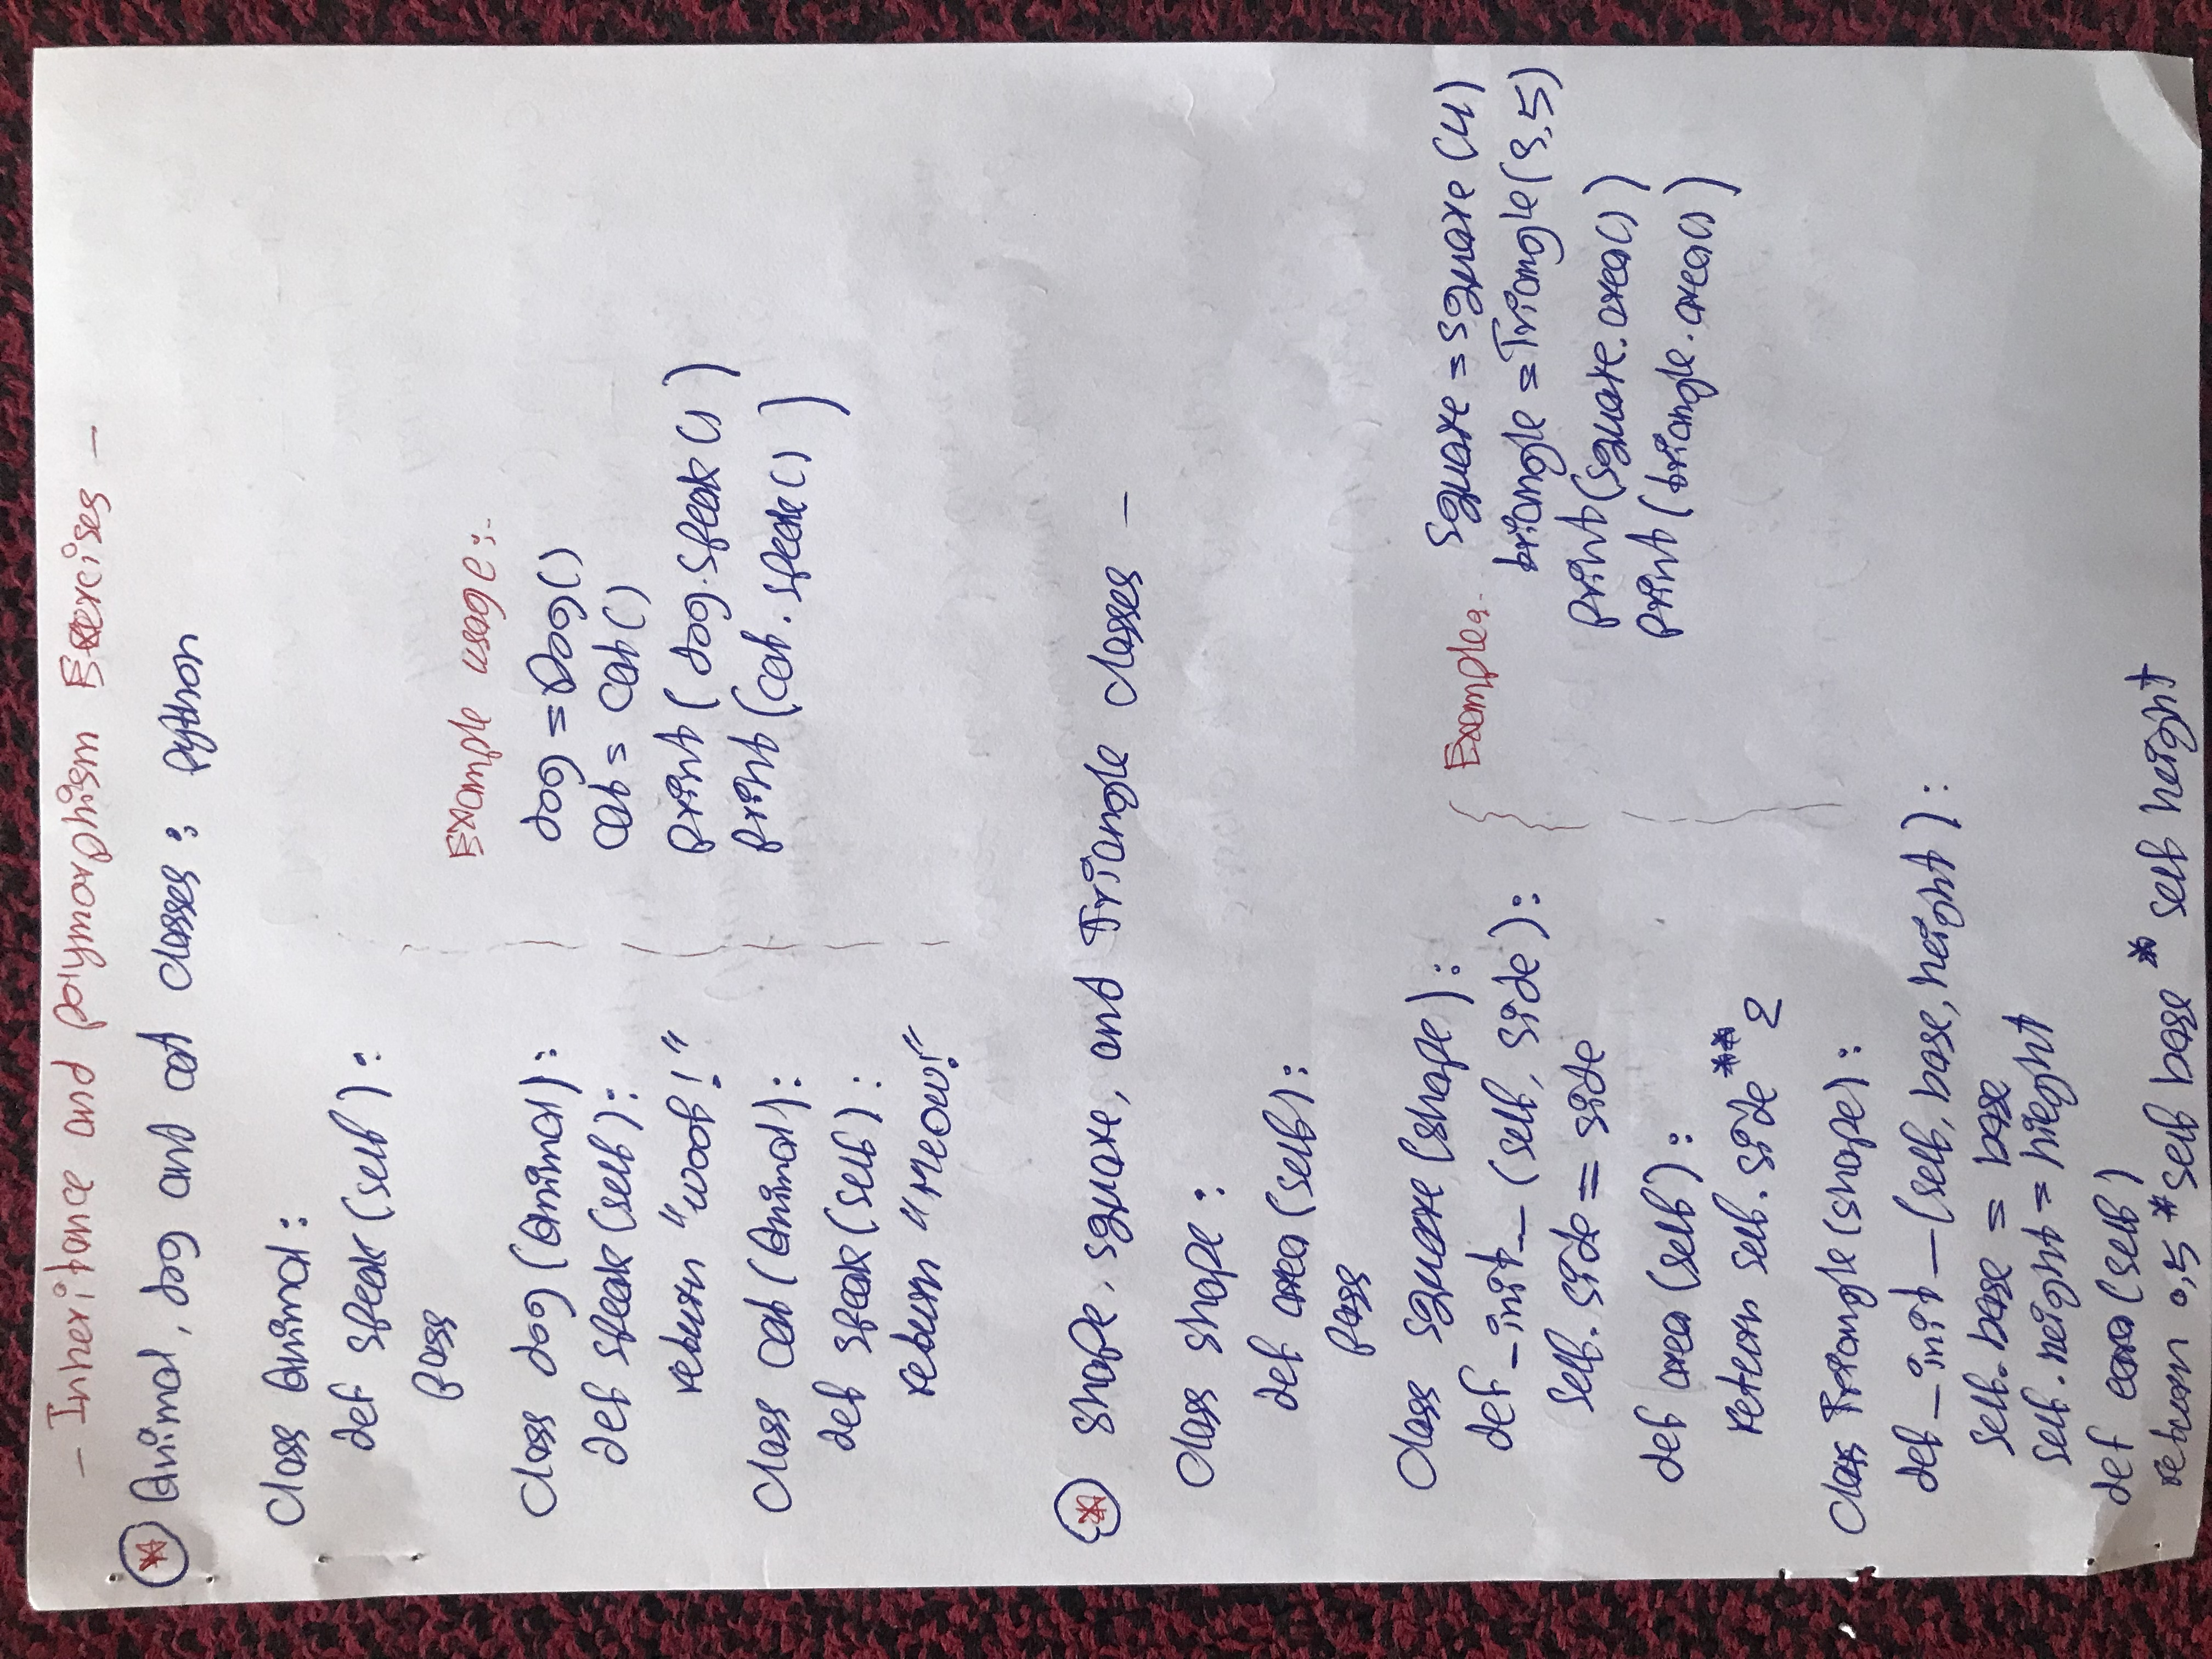 - Inheritance and polymorphism Exercises -
Animal, dog and cat classes : python
Class Animal :
def speak (self) :
pass
Class dog (Animal) :
def speak (self) :
return "woof!"
Class cat (Animal) :
def speak (self) :
return "Meow!"
Example usage :-
dog = Dog()
cat = cat()
print( dog.speak() )
print(cat.speak() )
shape, square, and Triangle classes -
Class shape :
def area (self) :
pass
Class square (shape) :
def _init_ (self, side) :
self.side = side
def area (self) :
return self.side**2
Class Triangle (shape) :
def _init_ (self, base, height) :
self.base = base
self.height = hieght
def (self)
return 0,5 * self base * self height
Example:-
square = square (4)
triangle = Triangle (3,5)
print(square.area() )
print(triangle.area() )